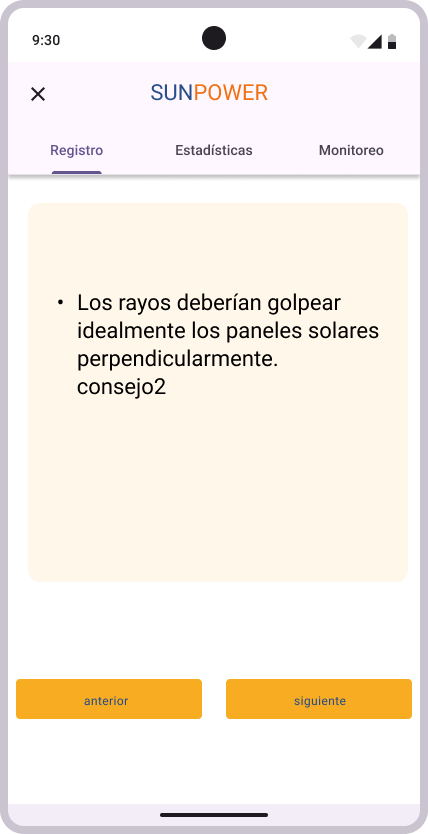 9:30
SUNPOWER
Registro Estadísticas Monitoreo
• Los rayos deberían golpear
idealmente los paneles solares
perpendicularmente.
consejo2
anterior siguiente